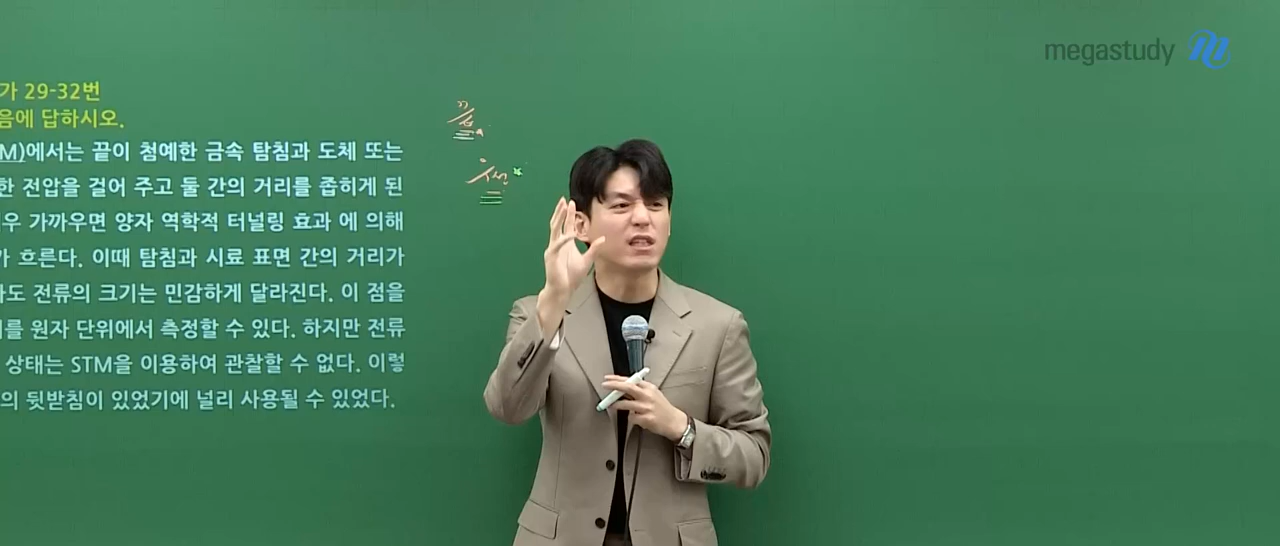 megastudy
가 29-32번
음에 답하시오.
M)에서는 끝이 첨예한 금속 탐침과 도체 또는
한 전압을 걸어 주고 둘 간의 거리를 좁히게 된
우 가까우면 양자 역학적 터널링 효과 에 의해
가 흐른다. 이때 탐침과 시료 표면 간의 거리가
라도 전류의 크기는 민감하게 달라진다. 이 점을
를 원자 단위에서 측정할 수 있다. 하지만 전류
상태는 STM을 이용하여 관찰할 수 없다. 이렇
의 뒷받침이 있었기에 널리 사용될 수 있었다.